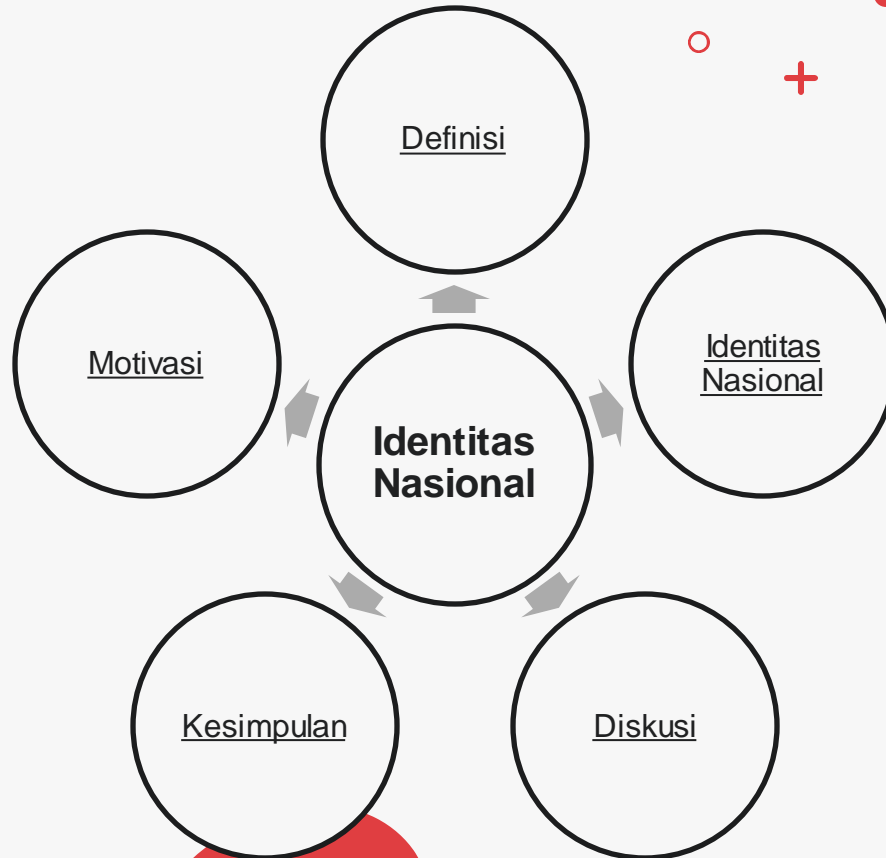 Definisi
Motivasi
Identitas
Nasional
Identitas
Nasional
Kesimpulan
Diskusi